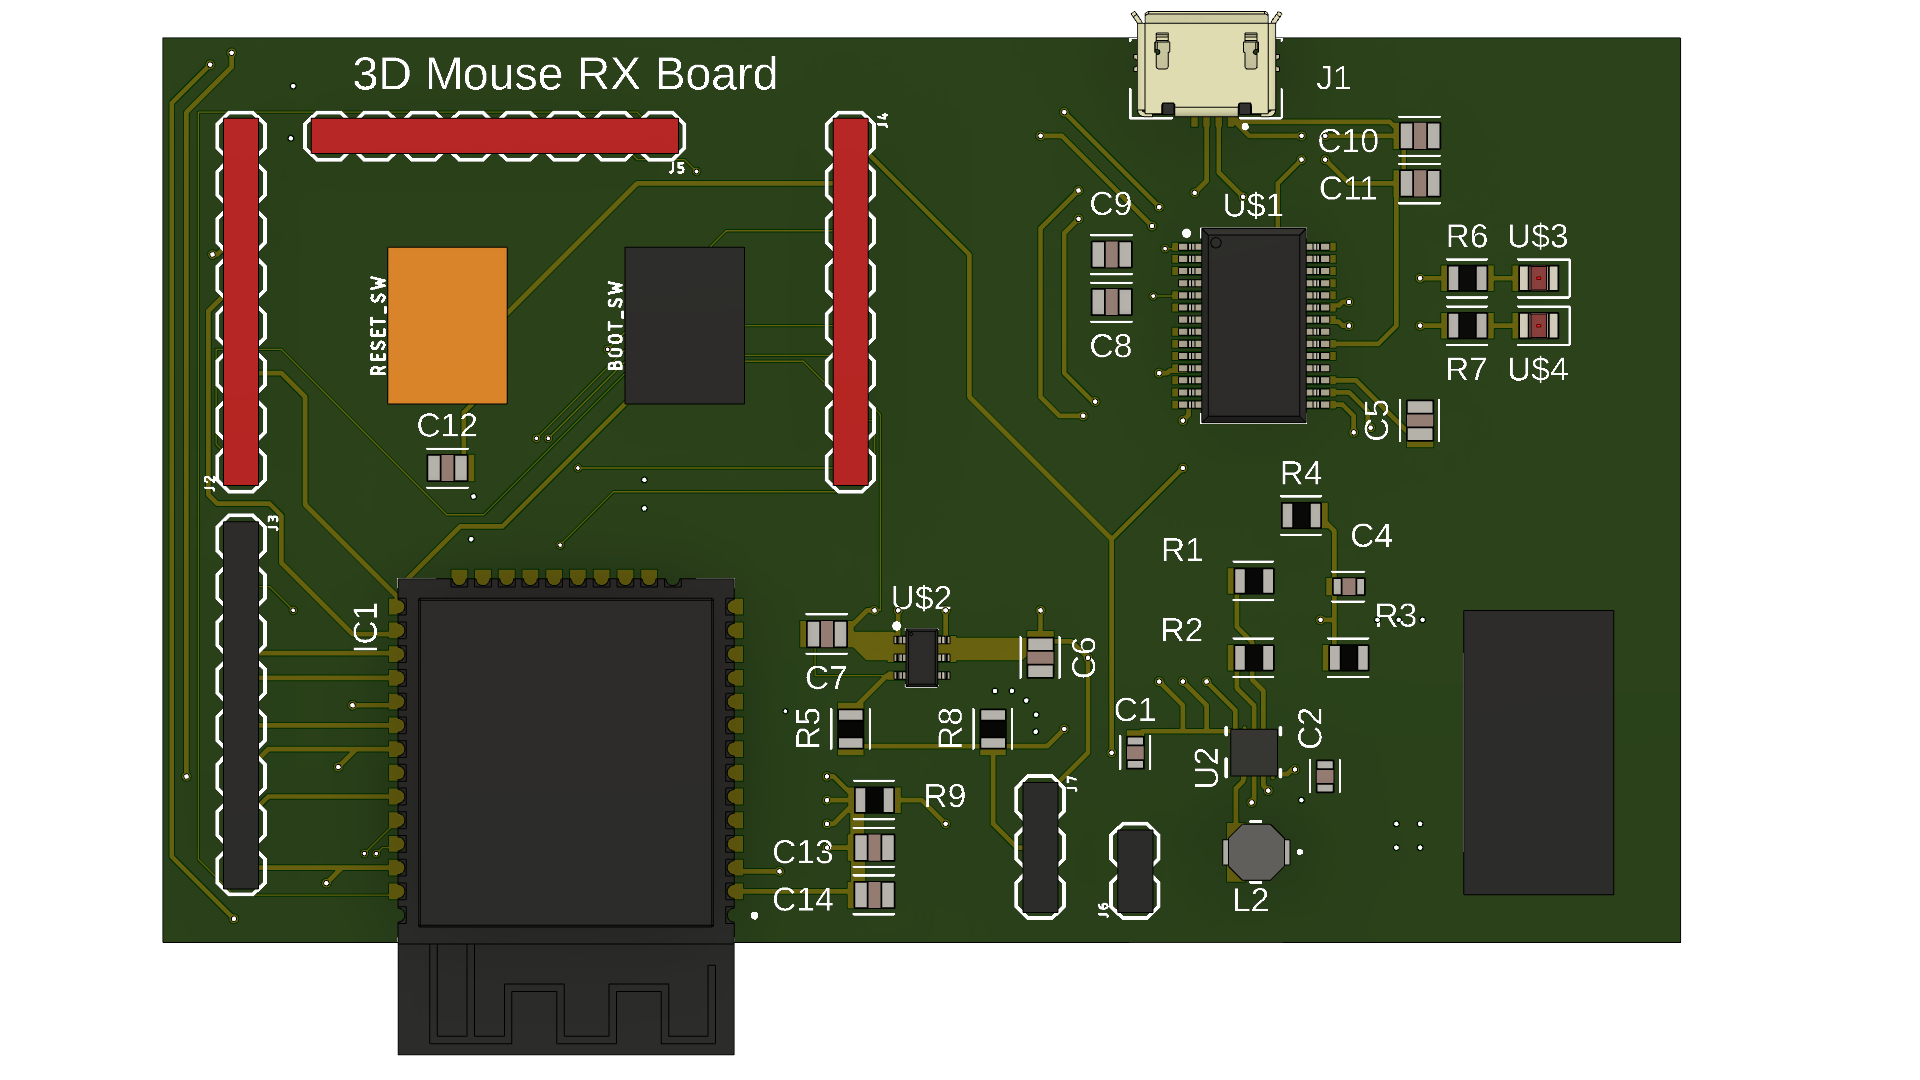 3D Mouse RX Board
J1
J4
J5
C10
C11
C9
U$1
R6
U$3
RESET_SW
BOOT_SW
C8
R7
U$4
C12
C5
J2
R4
J3
C4
R1
IC1
U$2
R3
R2
C7
C6
C1
R5
R8
C2
U2
J7
R9
C13
C14
J6
L2